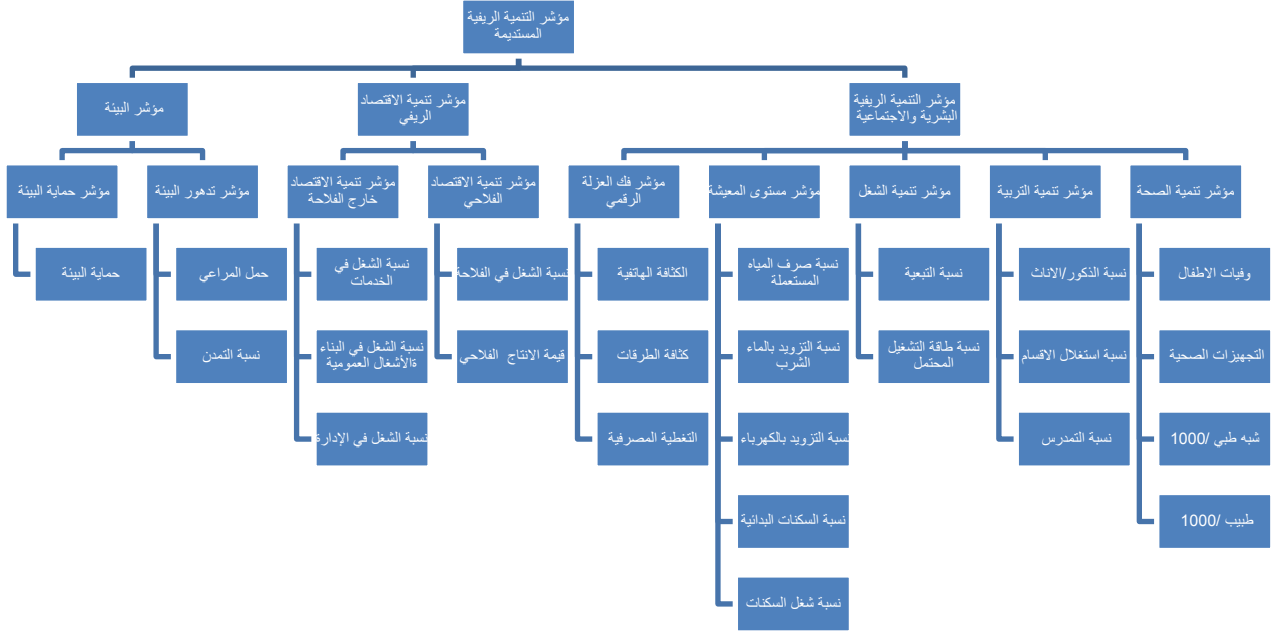 مؤشر التنمية الريفية
المستديمة
مؤشر التنمية الريفية
البشرية والاجتماعية
مؤشر تنمية الاقتصاد
الريفي
مؤشر البيئة
مؤشر تنمية الصحة
مؤشر تنمية التربية
مؤشر تنمية الشغل
مؤشر مستوى المعيشة
مؤشر فك العزلة
الرقمي
مؤشر تنمية الاقتصاد
الفلاحي
مؤشر تنمية الاقتصاد
خارج الفلاحة
مؤشر تدهور البيئة
مؤشر حماية البيئة
وفيات الاطفال
نسبة الذكور/الاناث
نسبة التبعية
نسبة صرف المياه
المستعملة
الكثافة الهاتفية
نسبة الشغل في الفلاحة
نسبة الشغل في
الخدمات
حمل المراعي
حماية البيئة
التجهيزات الصحية
نسبة استغلال الاقسام
نسبة طاقة التشغيل
المحتمل
نسبة التزويد بالماء
الشرب
كثافة الطرقات
قيمة الانتاج الفلاحي
نسبة الشغل في البناء
ةالأشغال العمومية
نسبة التمدن
شبه طبي /1000
نسبة التمدرس
نسبة التزويد بالكهرباء
التغطية المصرفية
نسبة الشغل في الإدارة
طبيب /1000
نسبة السكنات البدائية
نسبة شغل السكنات